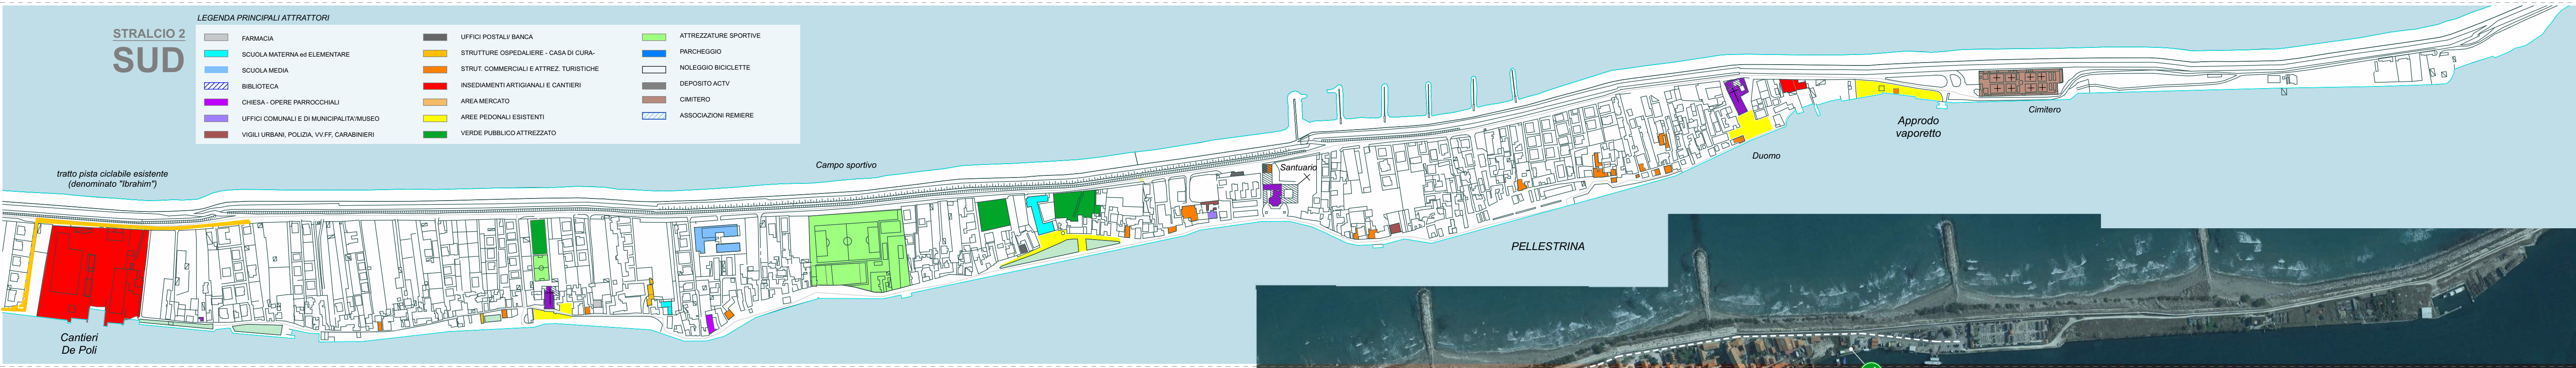 STRALCIO 2
SUD
LEGENDA PRINCIPALI ATTRATTORI
FARMACIA
SCUOLA MATERNA ed ELEMENTARE
SCUOLA MEDIA
BIBLIOTECA
CHIESA - OPERE PARROCCHIALI
UFFICI COMUNALI E DI MUNICIPALITA'/MUSEO
VIGILI URBANI, POLIZIA, VV.FF, CARABINIERI
UFFICI POSTALI/ BANCA
STRUTTURE OSPEDALIERE - CASA DI CURA-
STRUT. COMMERCIALI E ATTREZ. TURISTICHE
INSEDIAMENTI ARTIGIANALI E CANTIERI
AREA MERCATO
AREE PEDONALI ESISTENTI
VERDE PUBBLICO ATTREZZATO
ATTREZZATURE SPORTIVE
PARCHEGGIO
NOLEGGIO BICICLETTE
DEPOSITO ACTV
CIMITERO
ASSOCIAZIONI REMIERE
tratto pista ciclabile esistente
(denominato "Ibrahim")
Campo sportivo
Santuario
Duomo
Approdo
vaporetto
Cimitero
PELLESTRINA
Cantieri
De Poli